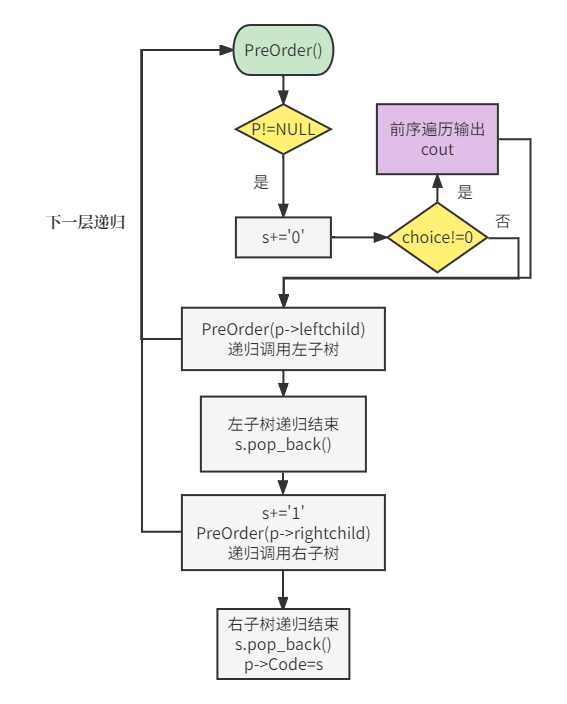 PreOrder()
P!=NULL
是
s+='0'
choice!=0
是
否
前序遍历输出
cout
下一层递归
PreOrder(p->leftchild)
递归调用左子树
左子树递归结束
s.pop_back()
s+='1'
PreOrder(p->rightchild)
递归调用右子树
右子树递归结束
s.pop_back()
p->Code=s